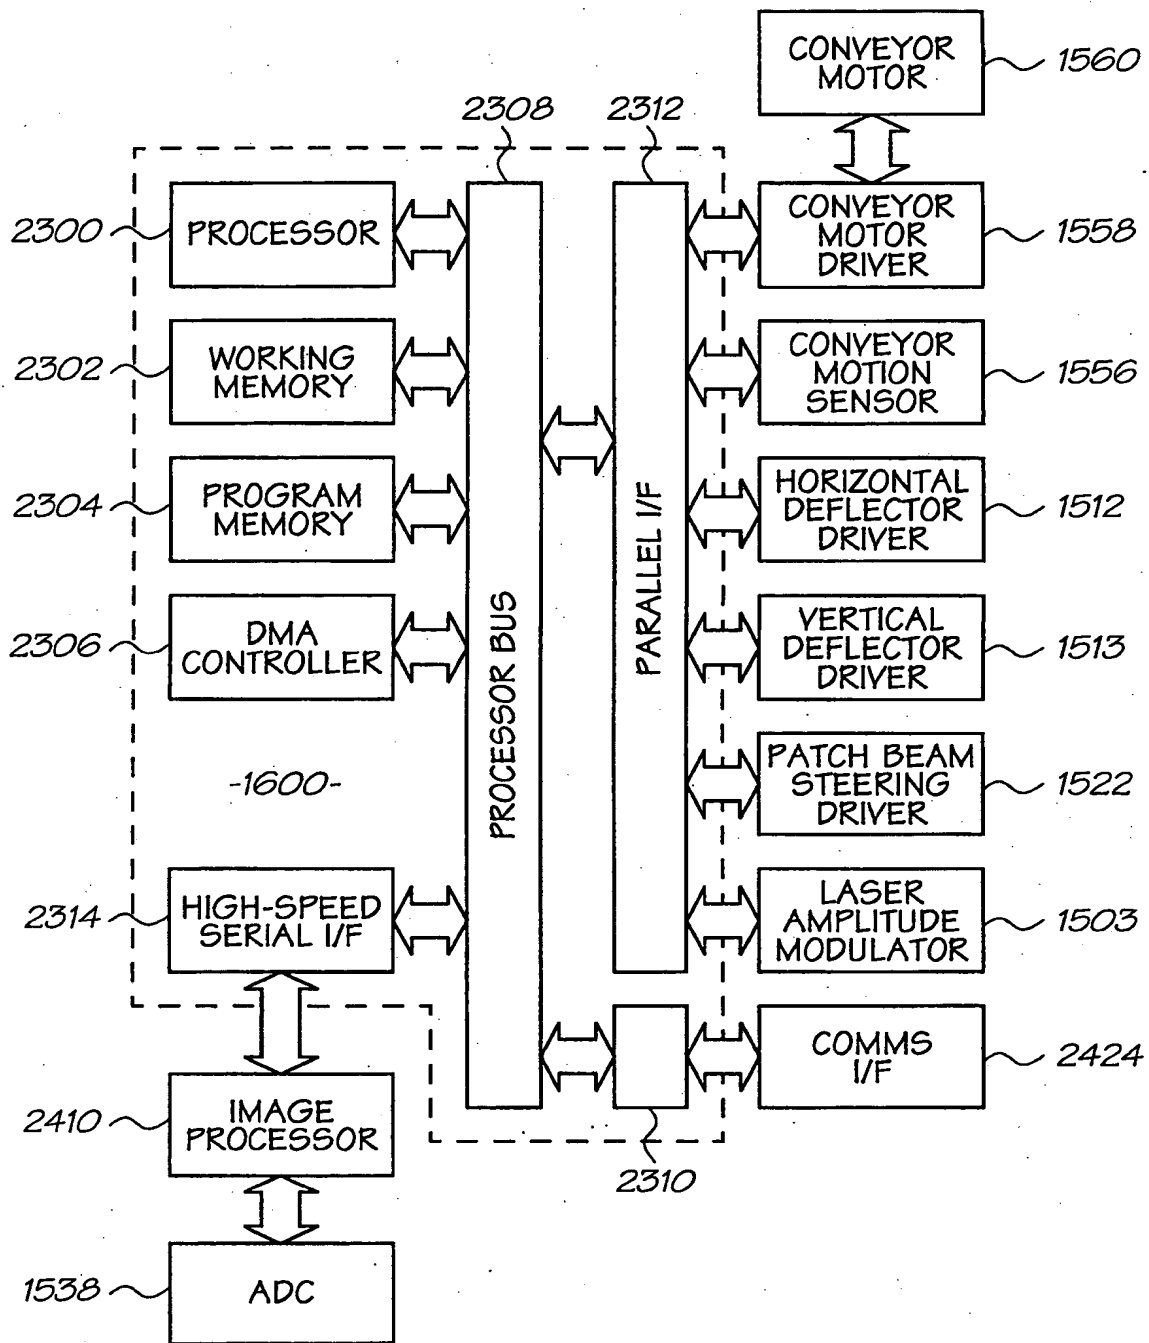 CONVEYOR
MOTOR
1560
2308
2312
2300
PROCESSOR
CONVEYOR
MOTOR
DRIVER
1558
2302
WORKING
MEMORY
CONVEYOR
MOTION
SENSOR
1556
2304
PROGRAM
MEMORY
HORIZONTAL
DEFLECTOR
DRIVER
1512
2306
DMA
CONTROLLER
PROCESSOR BUS
PARALLEL I/F
VERTICAL
DEFLECTOR
DRIVER
1513
-1600-
PATCH BEAM
STEERING
DRIVER
1522
2314
HIGH-SPEED
SERIAL I/F
LASER
AMPLITUDE
MODULATOR
1503
COMMS
I/F
2424
2410
IMAGE
PROCESSOR
2310
1538
ADC